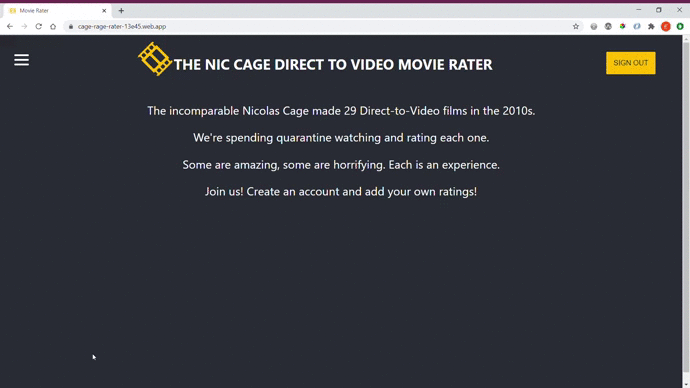 Movie Rater
cage-rage-rater-13e45.web.app
THE NIC CAGE DIRECT TO VIDEO MOVIE RATER
SIGN OUT
The incomparable Nicolas Cage made 29 Direct-to-Video films in the 2010s.
We're spending quarantine watching and rating each one.
Some are amazing, some are horrifying. Each is an experience.
Join us! Create an account and add your own ratings!